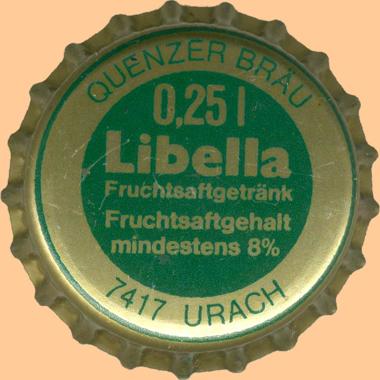 QUENZER BRÄU
0,25 l
Libella
Fruchtsaftgetränk
Fruchtsaftgehalt
mindestens 8%
7417 URACH